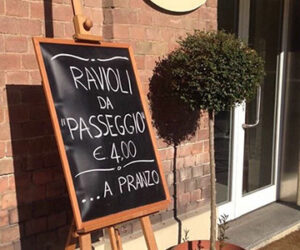 RAVIOLI
DA
"PASSEGGIO"
€ 4,00
...A PRANZO